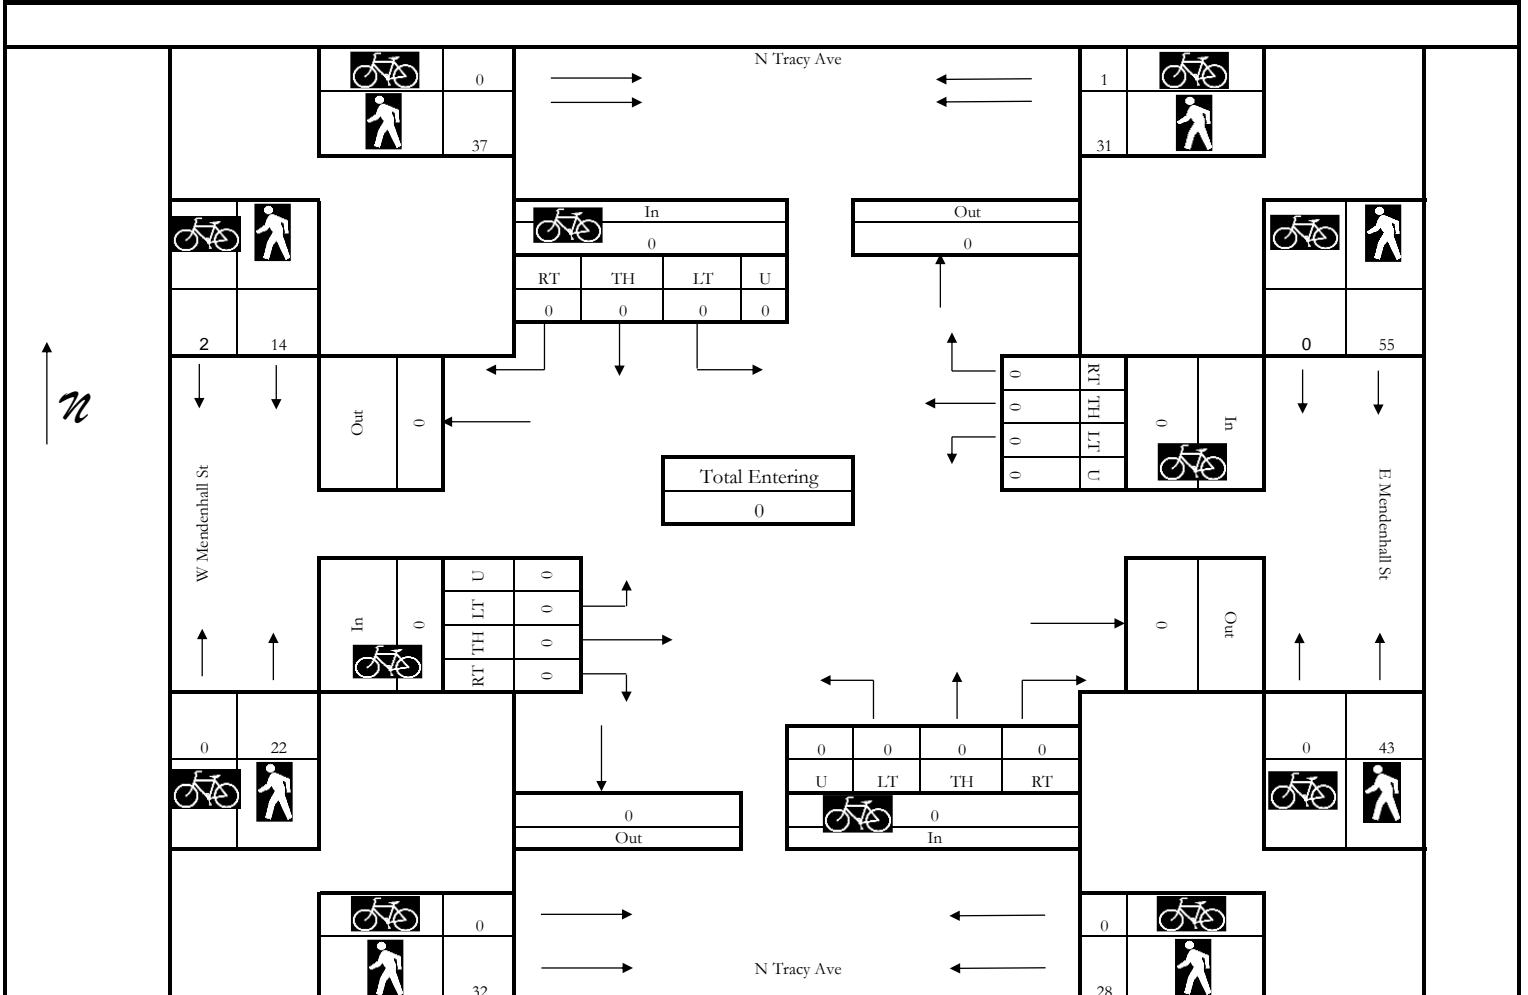 N Tracy Ave
0
1
37
31
In
Out
0
0
RT TH LT U
0 0 0 0
2 14
0 55
N
Out 0
0 RT
0 TH
0 LT
0 U
0 In
W Mendenhall St
E Mendenhall St
Total Entering
0
In 0
U 0
LT 0
TH 0
RT 0
0 Out
0 22
0 43
0 0 0 0
U LT TH RT
0
0
Out
In
0
0
N Tracy Ave
32
28